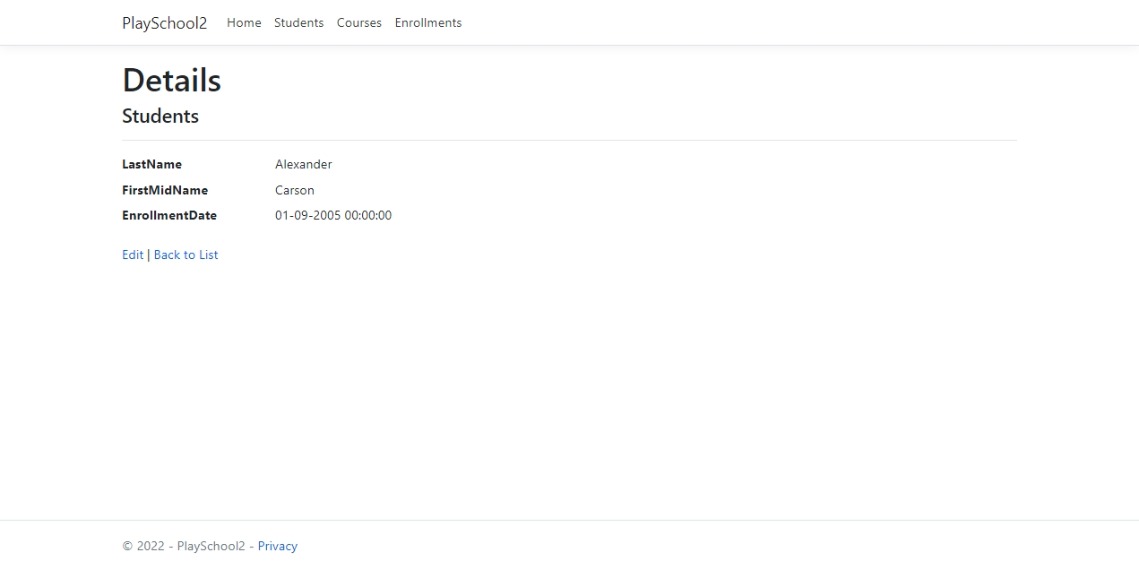 PlaySchool2 Home Students Courses Enrollments
Details
Students
LastName Alexander
FirstMidName Carson
EnrollmentDate 01-09-2005 00:00:00
Edit | Back to List
© 2022 - PlaySchool2 - Privacy